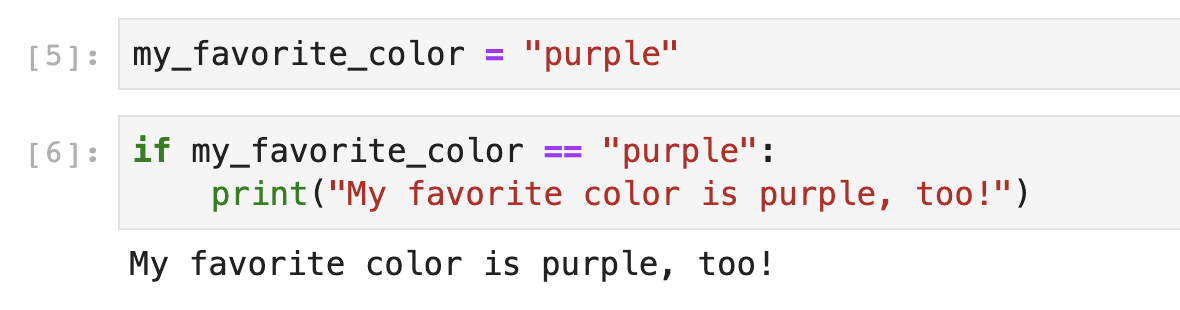 [5]: my_favorite_color = "purple"
[6]: if my_favorite_color == "purple":
    print("My favorite color is purple, too!")
My favorite color is purple, too!